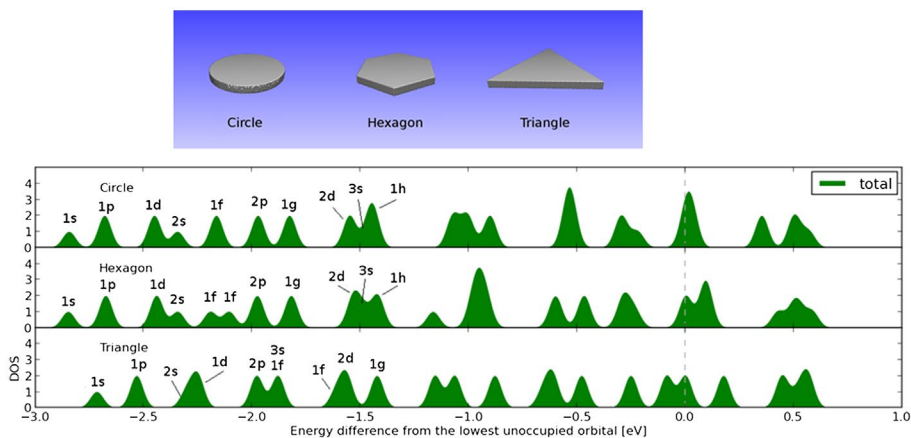 Circle Hexagon Triangle
Circle
total
1s 1p 1d 2s 1f 2p 1g 2d 3s 1h
0 1 2 3 4
Hexagon
1s 1p 1d 2s 1f 1f 2p 1g 2d 3s 1h
0 1 2 3 4
Triangle
1s 1p 2s 1d 2p 3s 1f 1f 2d 1g
0 1 2 3 4
DOS
−3.0 −2.5 −2.0 −1.5 −1.0 −0.5 0.0 0.5 1.0
Energy difference from the lowest unoccupied orbital [eV]